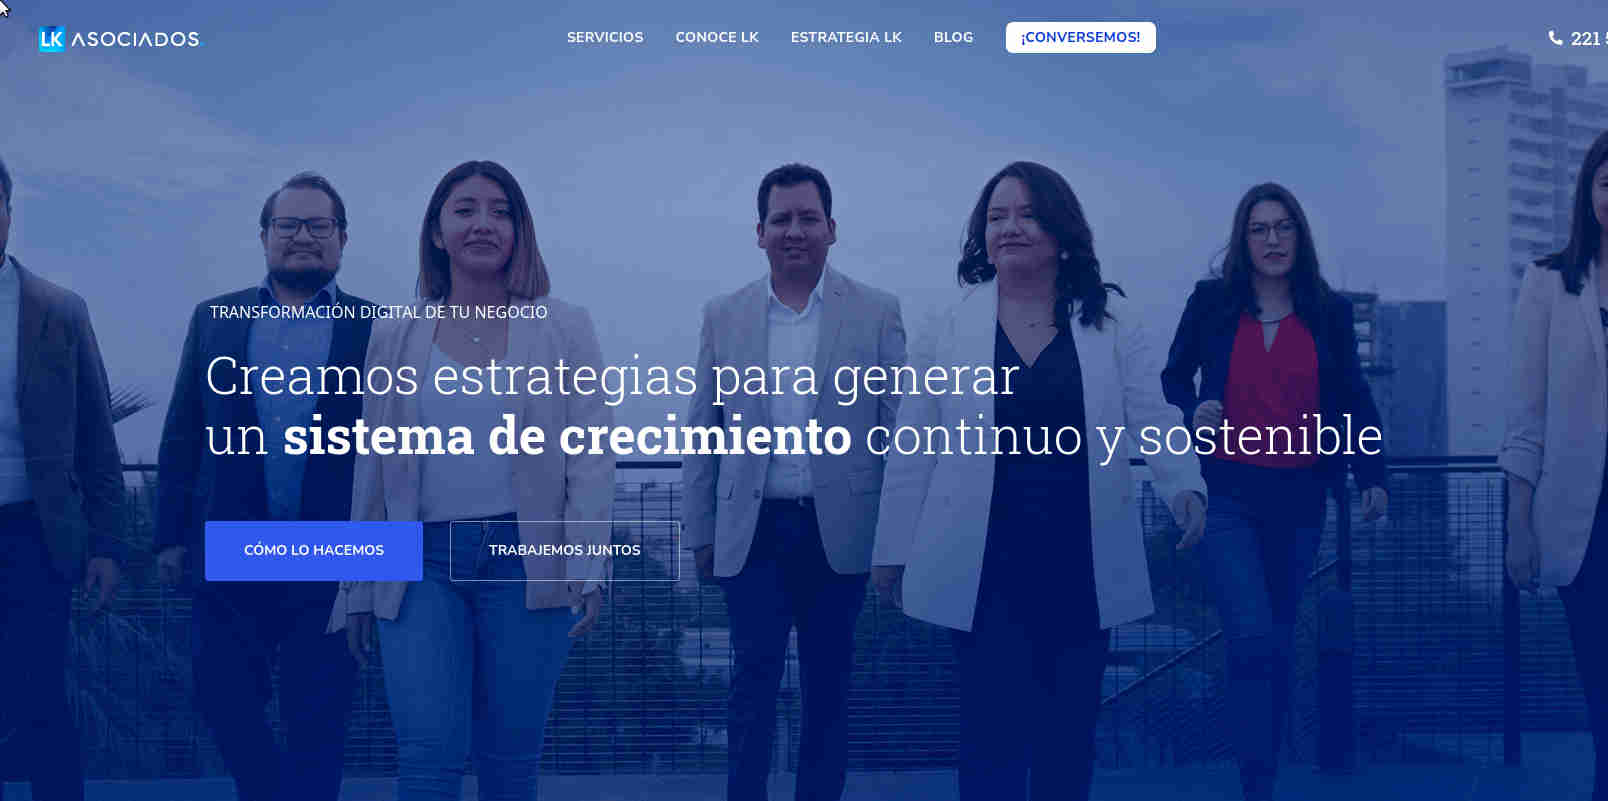 LK ASOCIADOS
SERVICIOS CONOCE LK ESTRATEGIA LK BLOG ¡CONVERSEMOS! 221
TRANSFORMACIÓN DIGITAL DE TU NEGOCIO
Creamos estrategias para generar
un sistema de crecimiento continuo y sostenible
CÓMO LO HACEMOS TRABAJEMOS JUNTOS